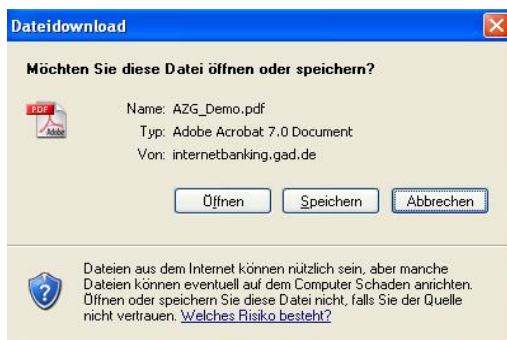 Dateidownload
Möchten Sie diese Datei öffnen oder speichern?
PDF
Adobe
Name: AZG_Demo.pdf
Typ: Adobe Acrobat 7.0 Document
Von: internetbanking.gad.de
Öffnen Speichern Abbrechen
Dateien aus dem Internet können nützlich sein, aber manche
Dateien können eventuell auf dem Computer Schaden anrichten.
Öffnen oder speichern Sie diese Datei nicht, falls Sie der Quelle
nicht vertrauen. Welches Risiko besteht?